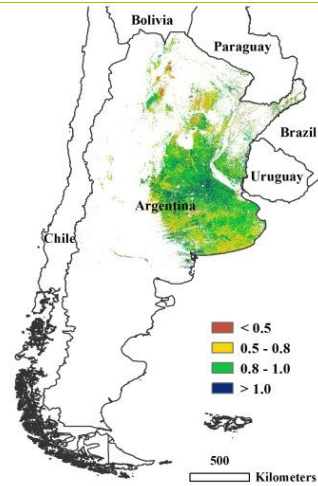 Bolivia
Paraguay
Brazil
Uruguay
Argentina
Chile
< 0.5
0.5 - 0.8
0.8 - 1.0
> 1.0
500
Kilometers